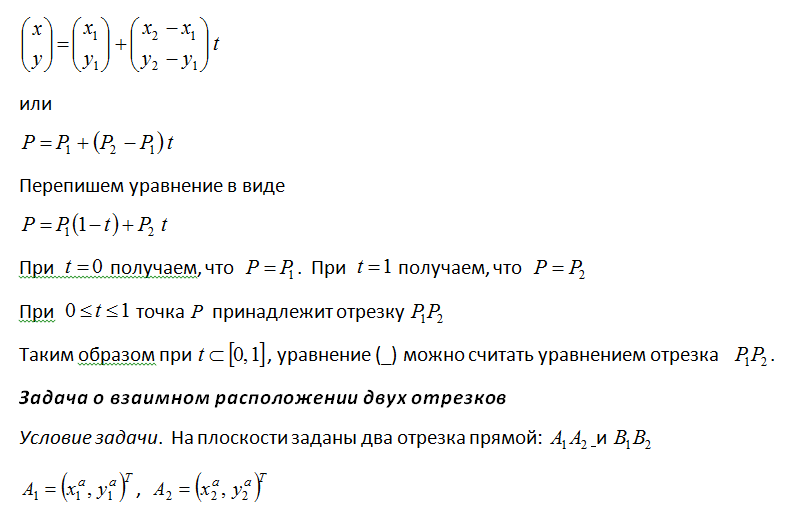 (x y) = (x₁ y₁) + (x₂ − x₁ y₂ − y₁) t
или
P = P₁ + (P₂ − P₁) t
Перепишем уравнение в виде
P = P₁(1 − t) + P₂ t
При t = 0 получаем, что P = P₁. При t = 1 получаем, что P = P₂
При 0 ≤ t ≤ 1 точка P принадлежит отрезку P₁P₂
Таким образом при t ⊂ [0, 1], уравнение (_) можно считать уравнением отрезка P₁P₂.
Задача о взаимном расположении двух отрезков
Условие задачи. На плоскости заданы два отрезка прямой: A₁A₂ и B₁B₂
A₁ = (x₁ᵃ, y₁ᵃ)ᵀ, A₂ = (x₂ᵃ, y₂ᵃ)ᵀ